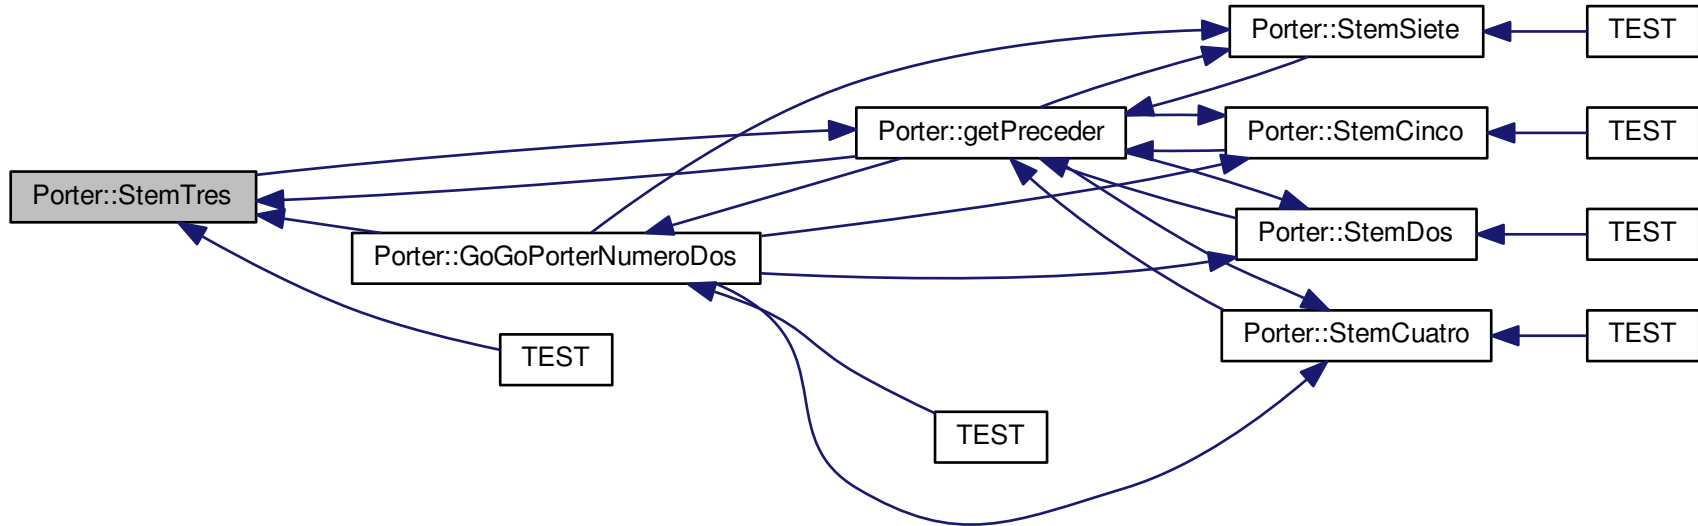 Porter::StemSiete
TEST
Porter::getPreceder
Porter::StemCinco
TEST
Porter::StemTres
Porter::GoGoPorterNumeroDos
Porter::StemDos
TEST
Porter::StemCuatro
TEST
TEST
TEST